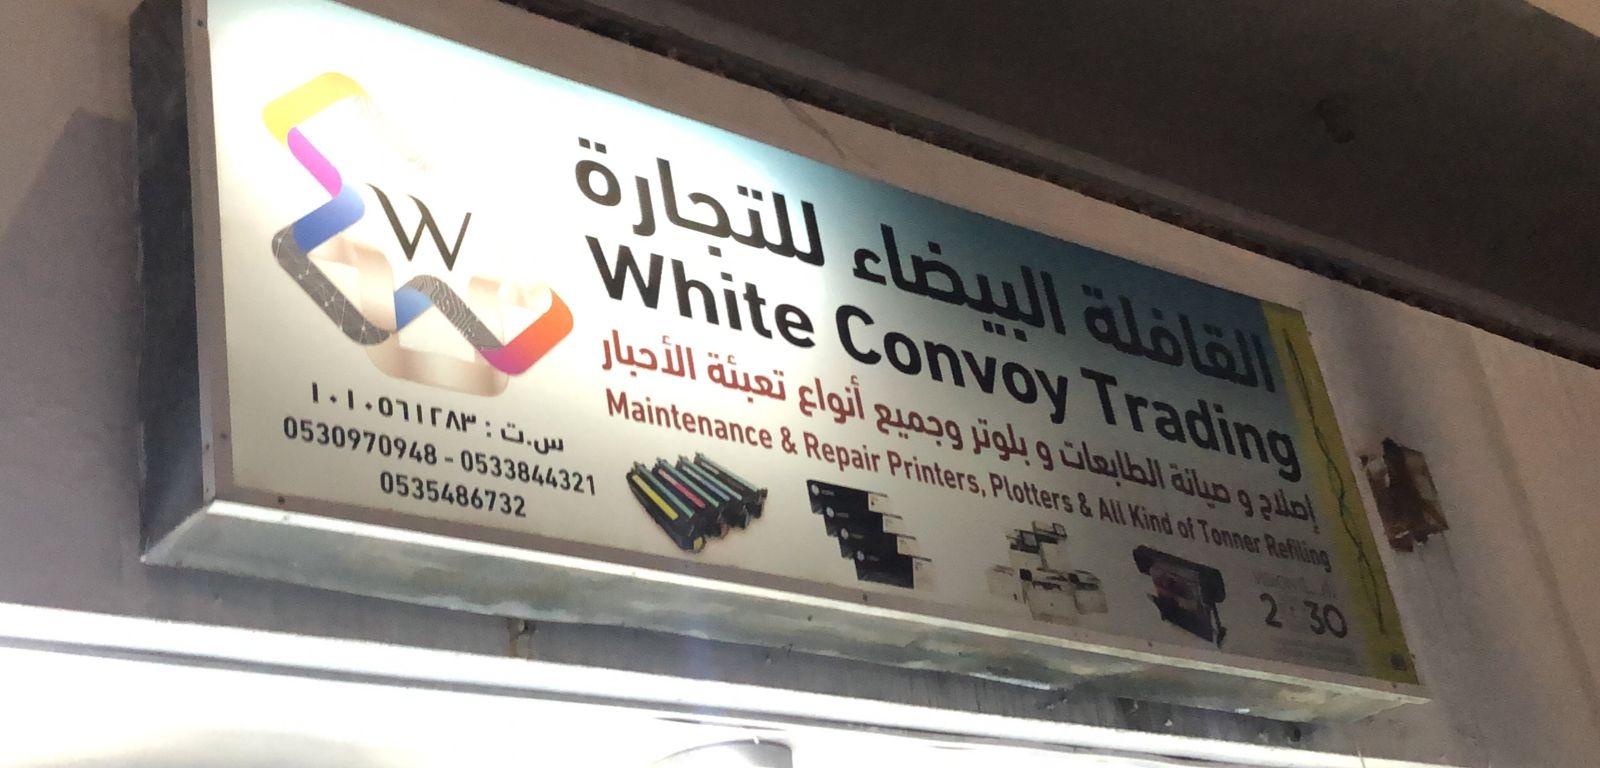 W
القافلة البيضاء للتجارة
White Convoy Trading
إصلاح و صيانة الطابعات و بلوتر وجميع أنواع تعبئة الأحبار
Maintenance & Repair Printers, Plotters & All Kind of Tonner Refiling
س.ت : ١٠١٠٥٦١٢٨٣
0530970948 - 0533844321
0535486732
2 30